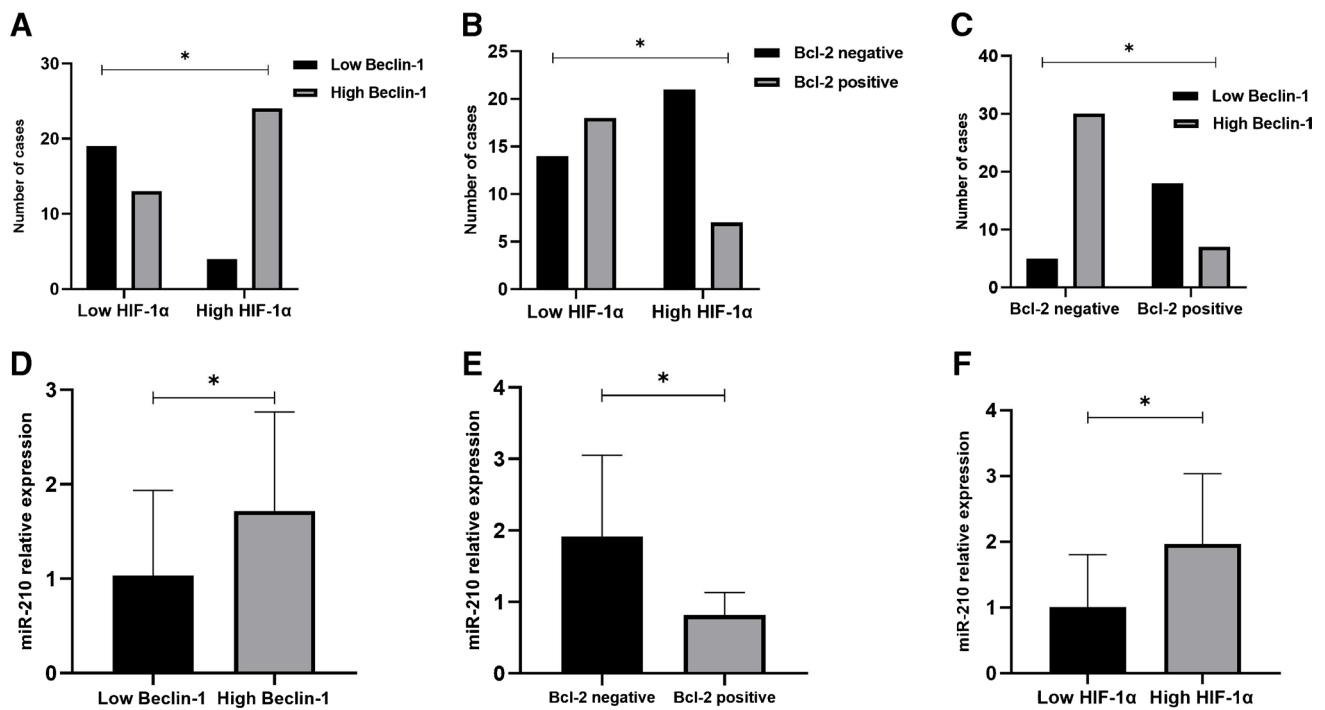 A
Number of cases
30
20
10
0
*
Low Beclin-1
High Beclin-1
Low HIF-1α
High HIF-1α
B
Number of cases
25
20
15
10
5
0
*
Bcl-2 negative
Bcl-2 positive
Low HIF-1α
High HIF-1α
C
Number of cases
40
30
20
10
0
*
Low Beclin-1
High Beclin-1
Bcl-2 negative
Bcl-2 positive
D
miR-210 relative expression
3
2
1
0
*
Low Beclin-1
High Beclin-1
E
miR-210 relative expression
4
3
2
1
0
*
Bcl-2 negative
Bcl-2 positive
F
miR-210 relative expression
4
3
2
1
0
*
Low HIF-1α
High HIF-1α